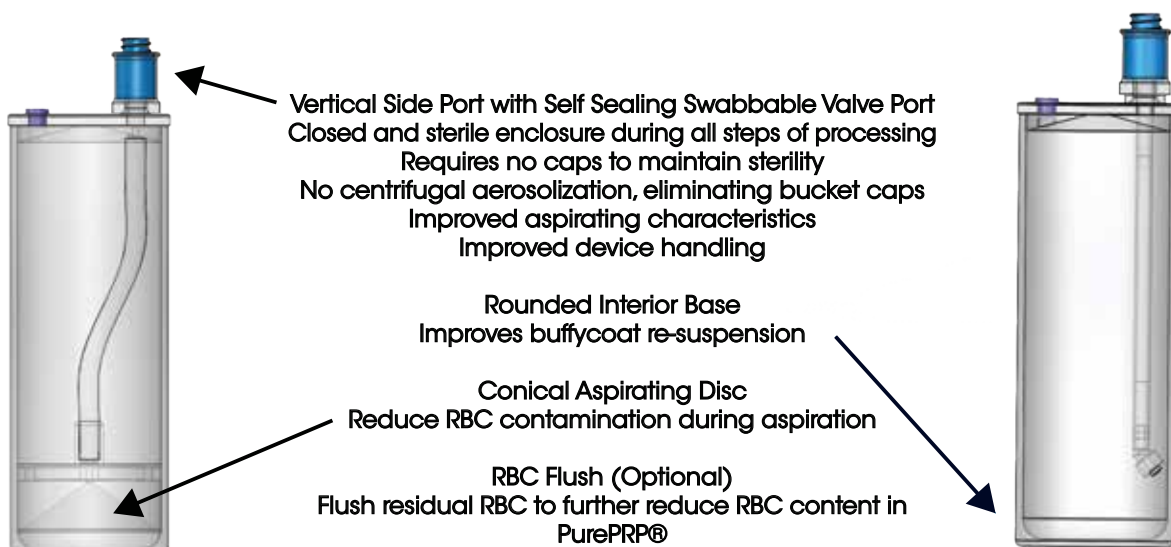 Vertical Side Port with Self Sealing Swabbable Valve Port
Closed and sterile enclosure during all steps of processing
Requires no caps to maintain sterility
No centrifugal aerosolization, eliminating bucket caps
Improved aspirating characteristics
Improved device handling
Rounded Interior Base
Improves buffycoat re-suspension
Conical Aspirating Disc
Reduce RBC contamination during aspiration
RBC Flush (Optional)
Flush residual RBC to further reduce RBC content in
PurePRP®